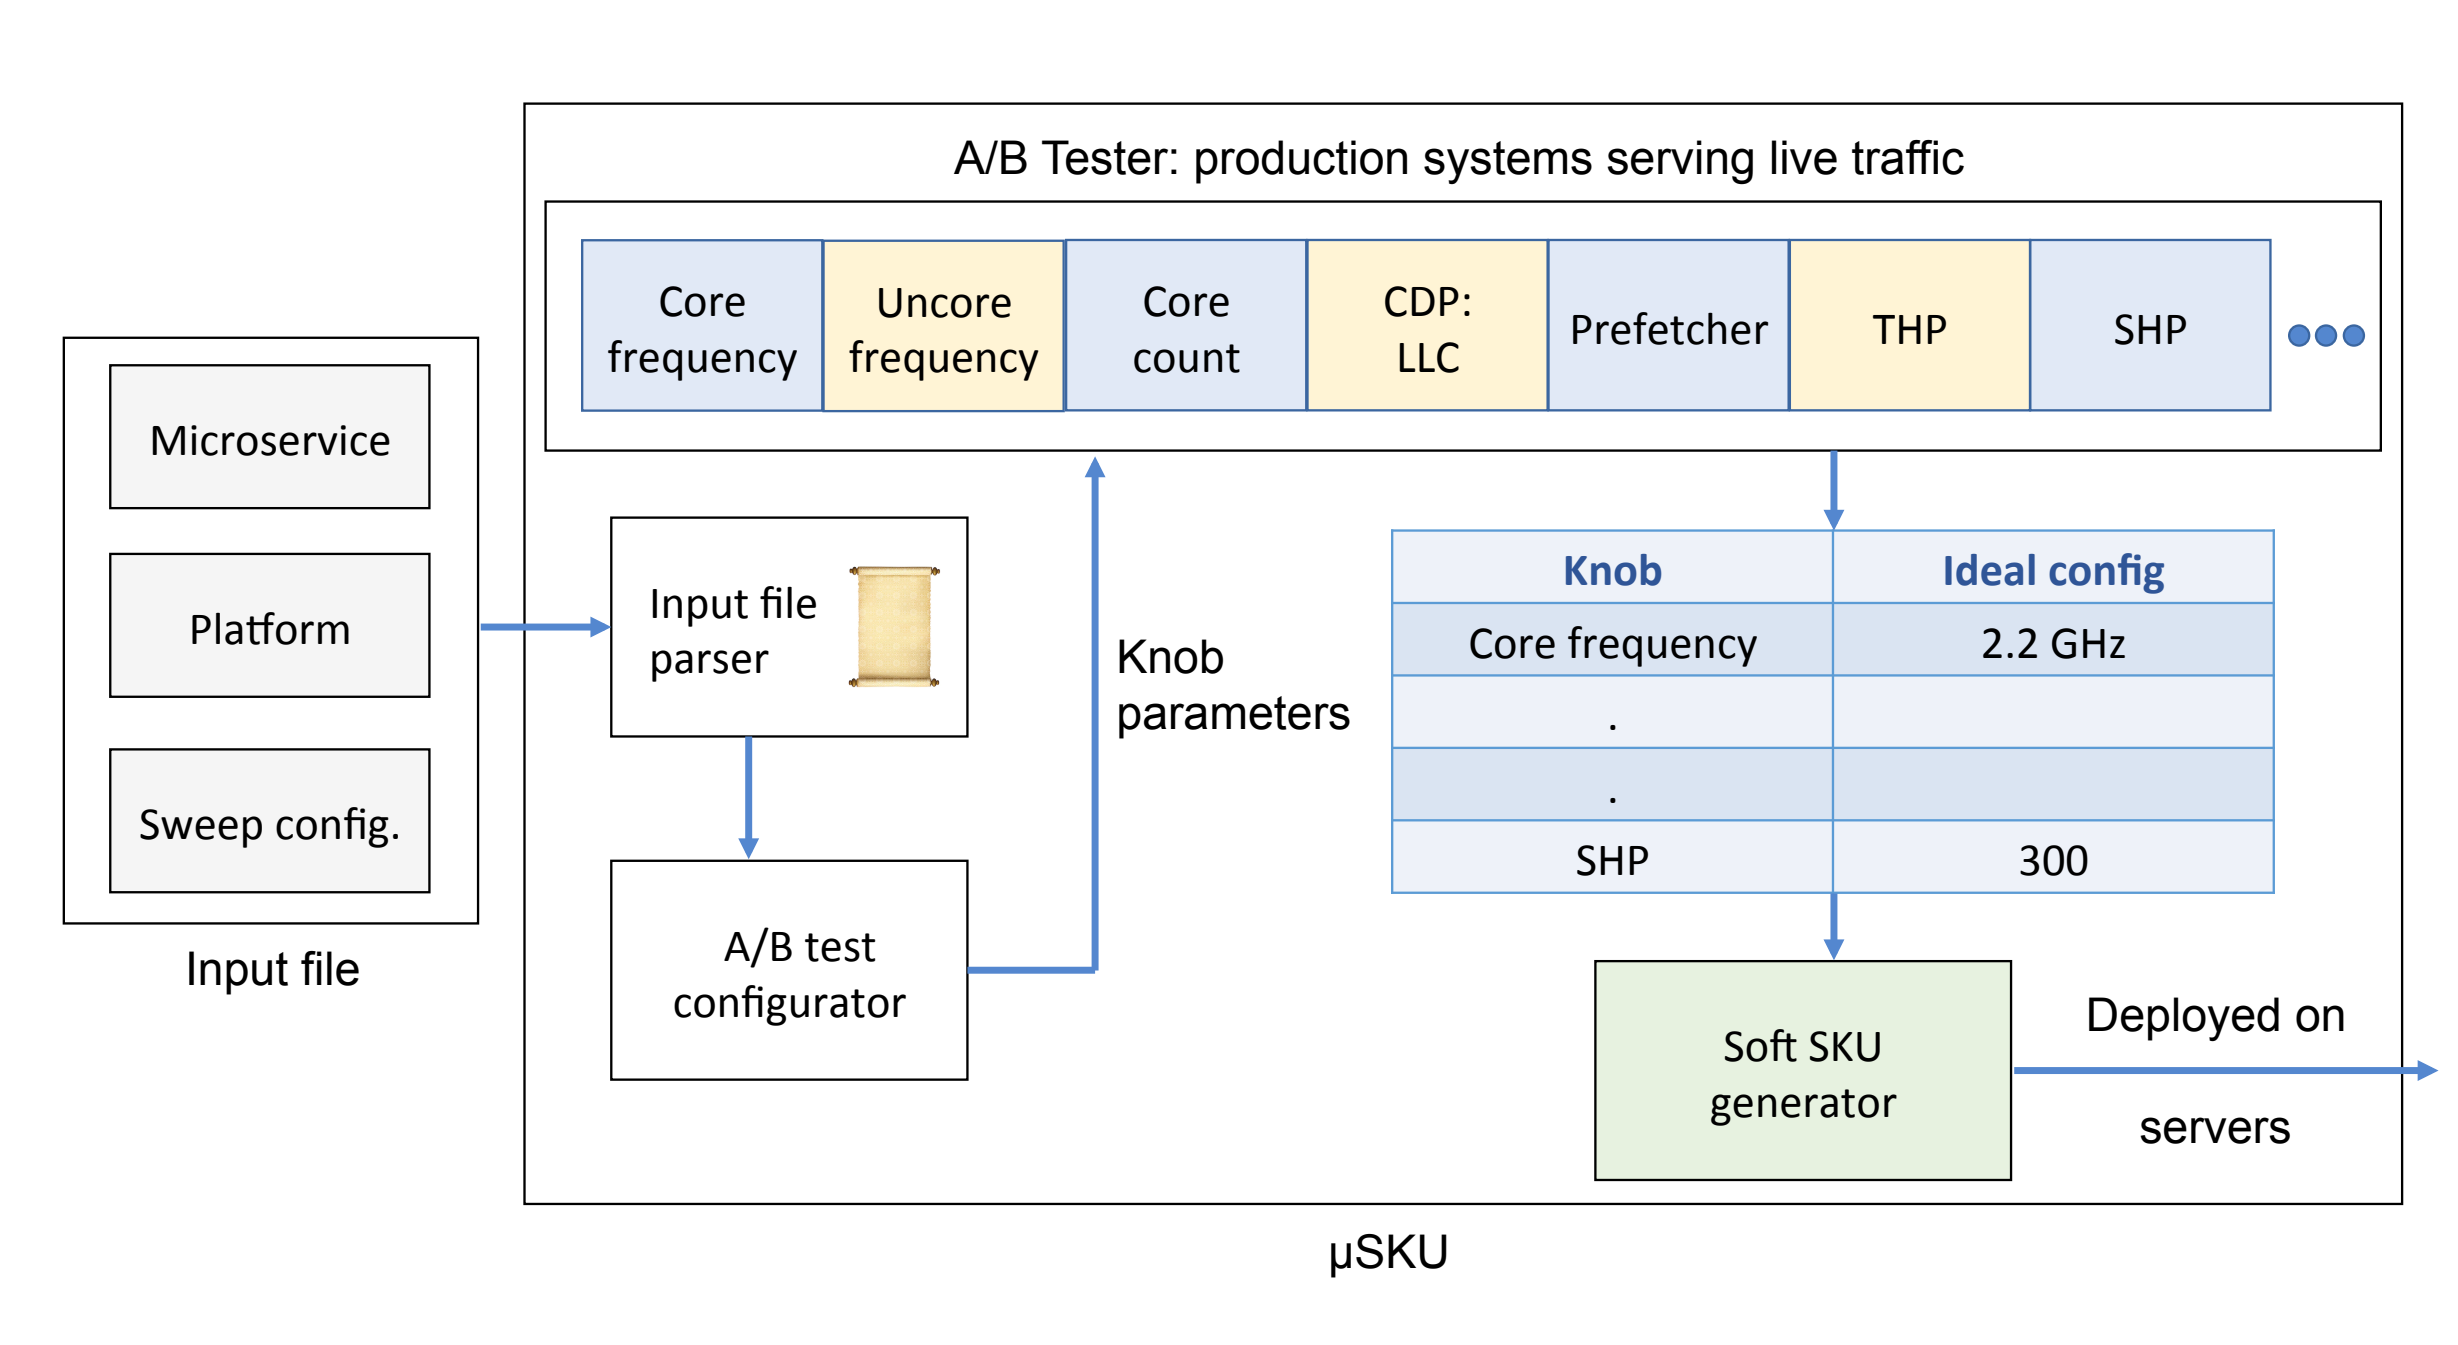 A/B Tester: production systems serving live traffic
Core
frequency
Uncore
frequency
Core
count
CDP:
LLC
Prefetcher
THP
SHP
Microservice
Platform
Sweep config.
Input file
Input file
parser
A/B test
configurator
Knob
parameters
Knob Ideal config
Core frequency 2.2 GHz
.
.
SHP 300
Soft SKU
generator
Deployed on
servers
µSKU